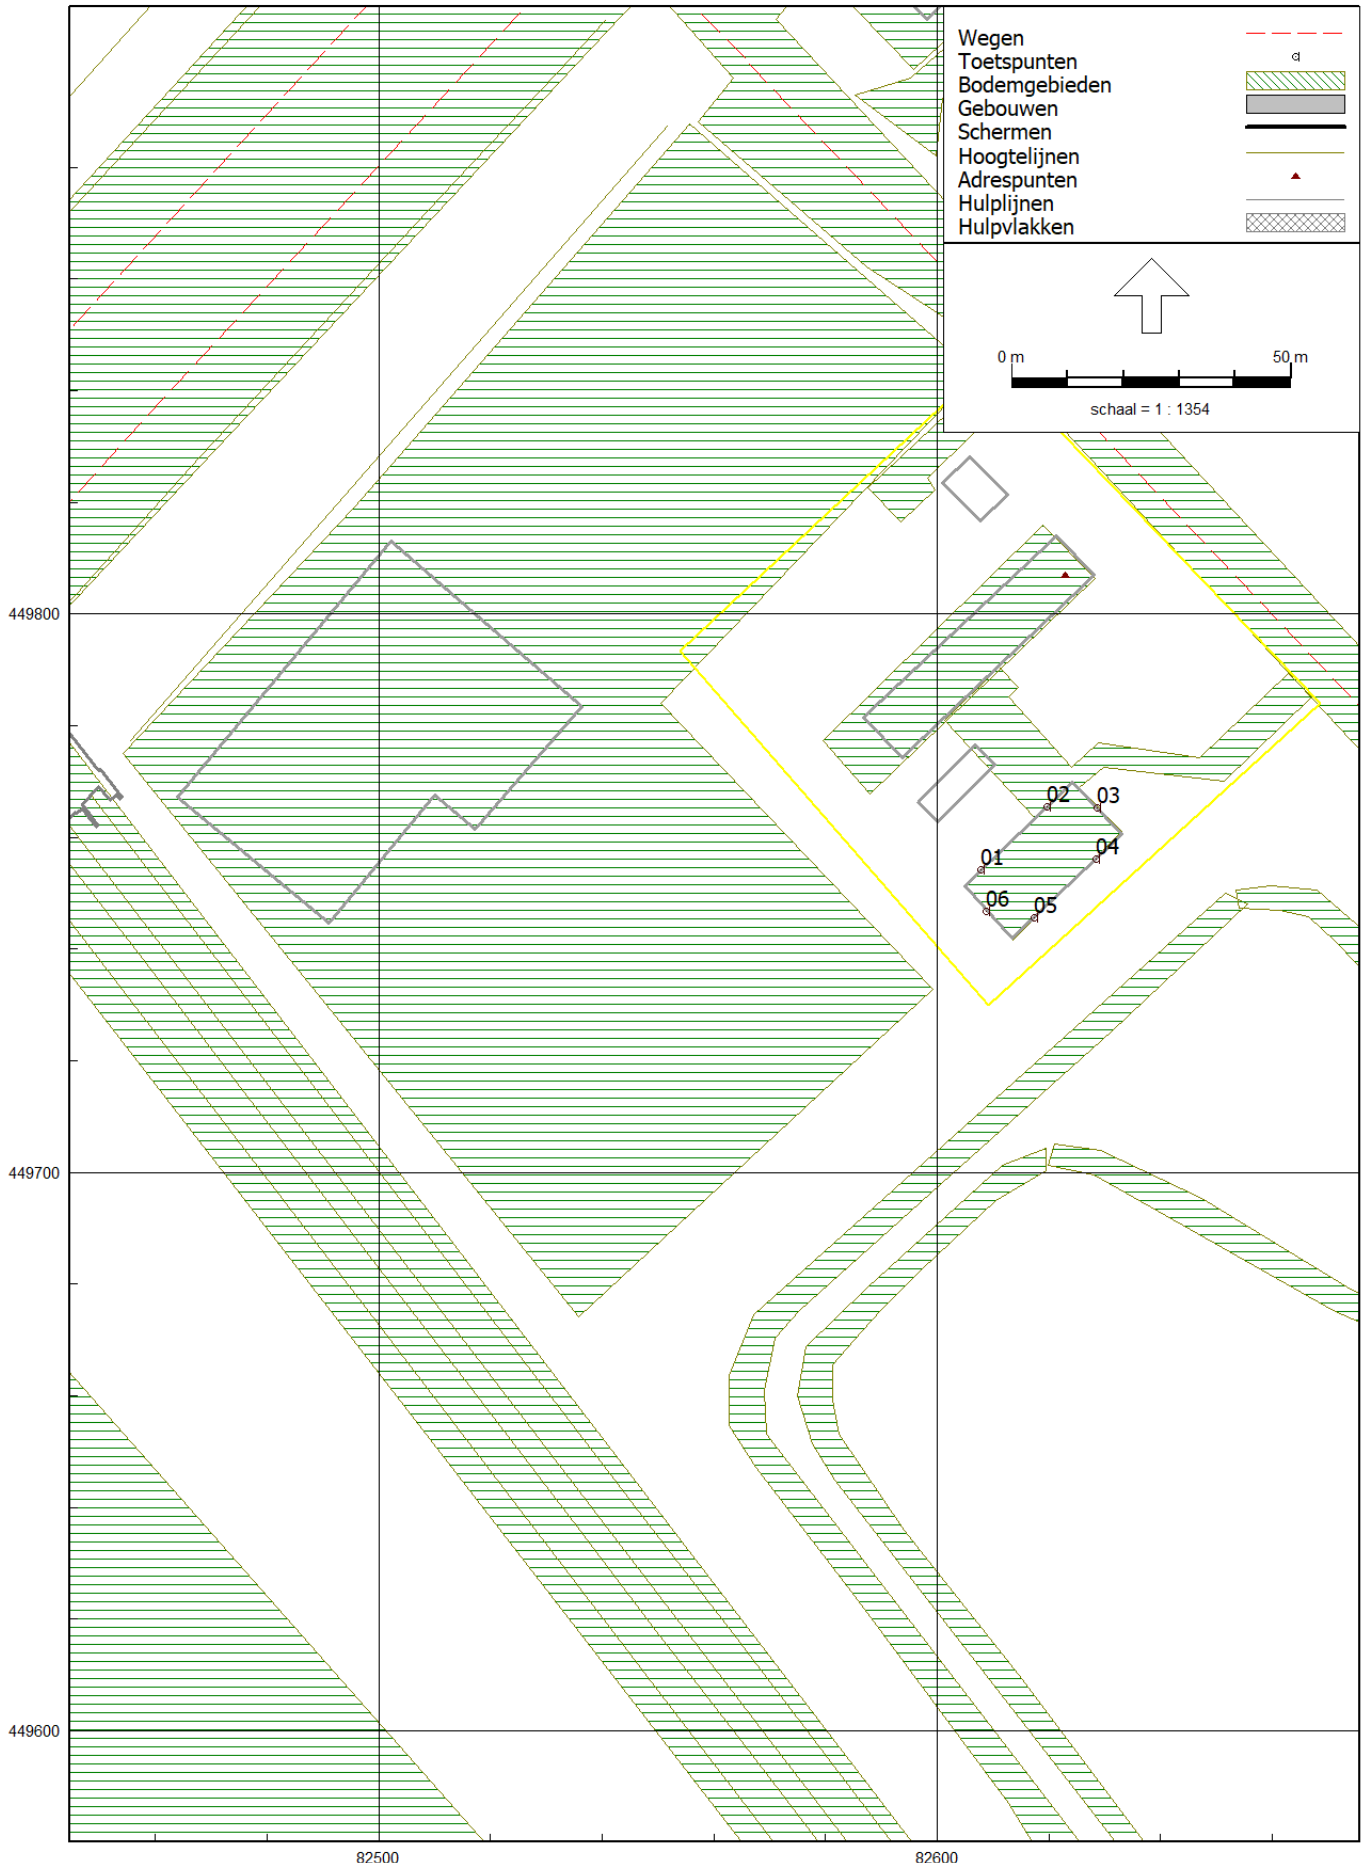 Wegen
Toetspunten
Bodemgebieden
Gebouwen
Schermen
Hoogtelijnen
Adrespunten
Hulplijnen
Hulpvlakken
0 m 50 m
schaal = 1 : 1354
449800
02 03
04
01
06 05
449700
449600
82500 82600